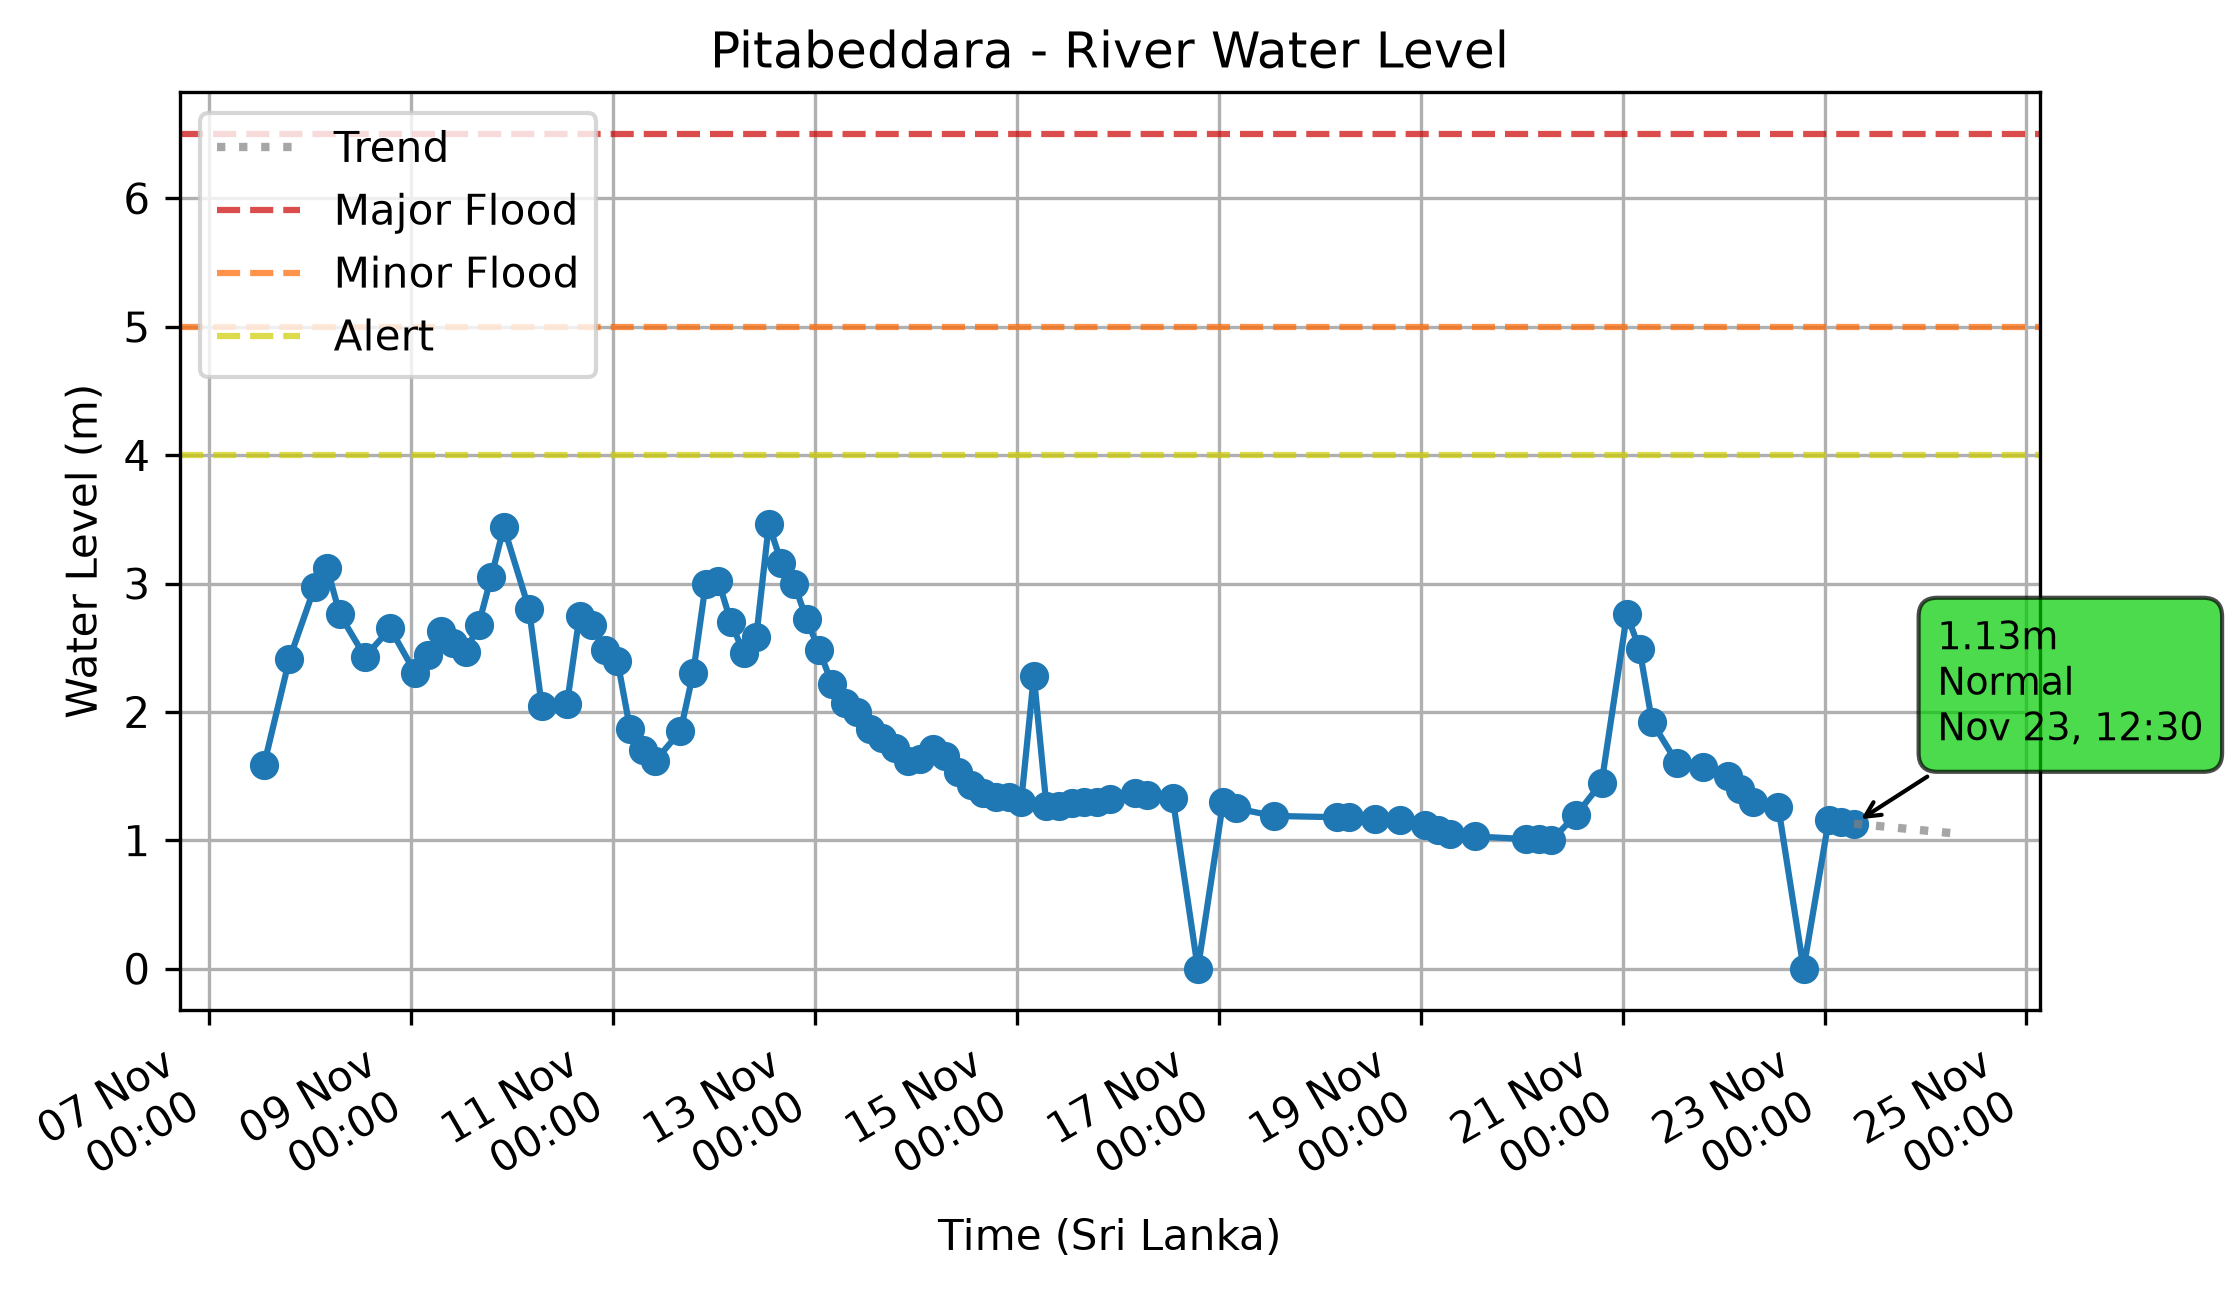 Pitabeddara - River Water Level
Trend
Major Flood
Minor Flood
Alert
Water Level (m)
6
5
4
3
2
1
0
1.13m
Normal
Nov 23, 12:30
07 Nov
00:00
09 Nov
00:00
11 Nov
00:00
13 Nov
00:00
15 Nov
00:00
17 Nov
00:00
19 Nov
00:00
21 Nov
00:00
23 Nov
00:00
25 Nov
00:00
Time (Sri Lanka)